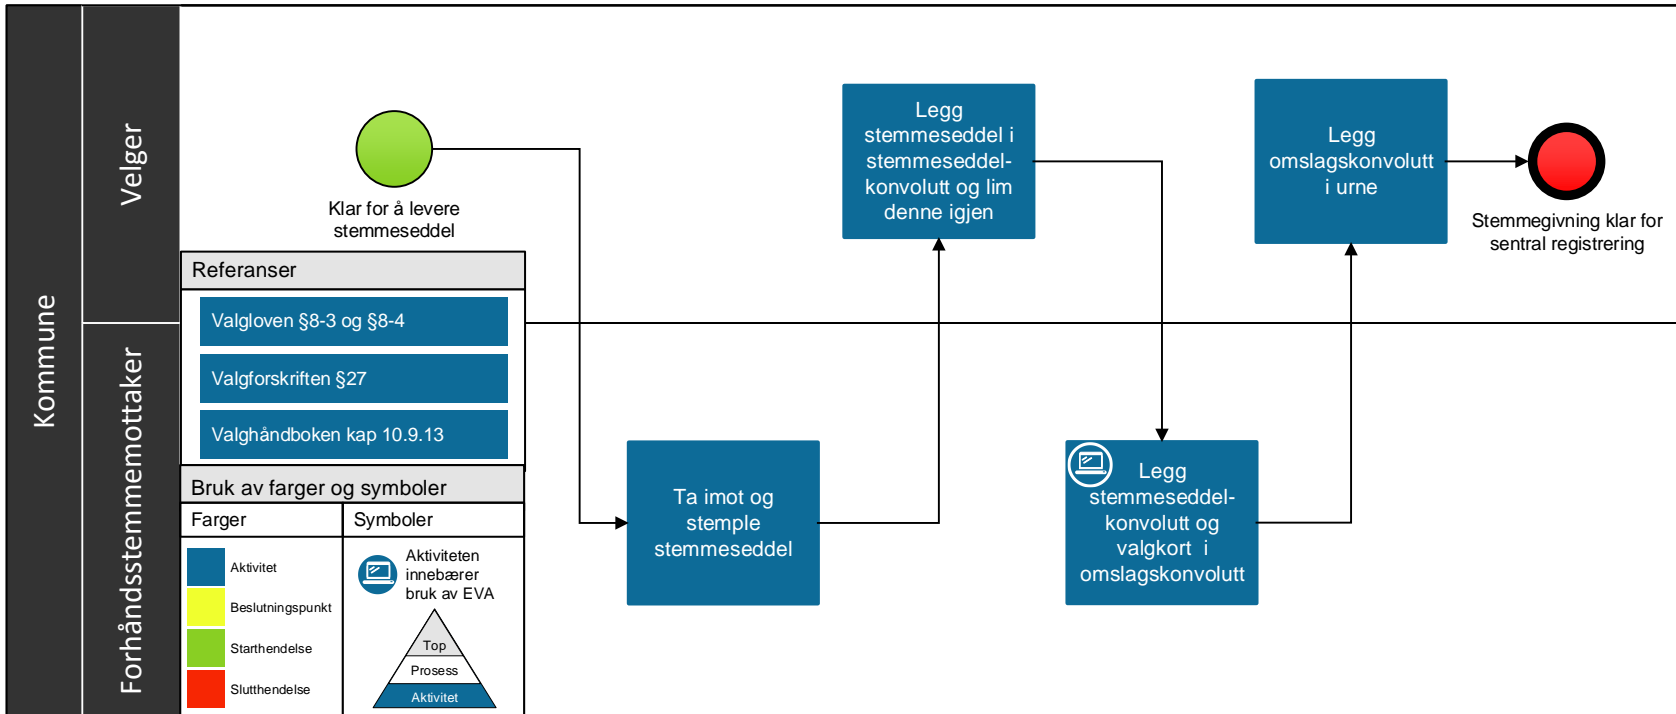 Kommune
Velger
Forhåndsstemmemottaker
Klar for å levere
stemmeseddel
Legg
stemmeseddel i
stemmeseddel-
konvolutt og lim
denne igjen
Legg
omslagskonvolutt
i urne
Stemmegivning klar for
sentral registrering
Referanser
Valgloven §8-3 og §8-4
Valgforskriften §27
Valghåndboken kap 10.9.13
Ta imot og
stemple
stemmeseddel
Legg
stemmeseddel-
konvolutt og
valgkort i
omslagskonvolutt
Bruk av farger og symboler
Farger
Symboler
Aktivitet
Beslutningspunkt
Starthendelse
Slutthendelse
Aktiviteten
innebærer
bruk av EVA
Top
Prosess
Aktivitet